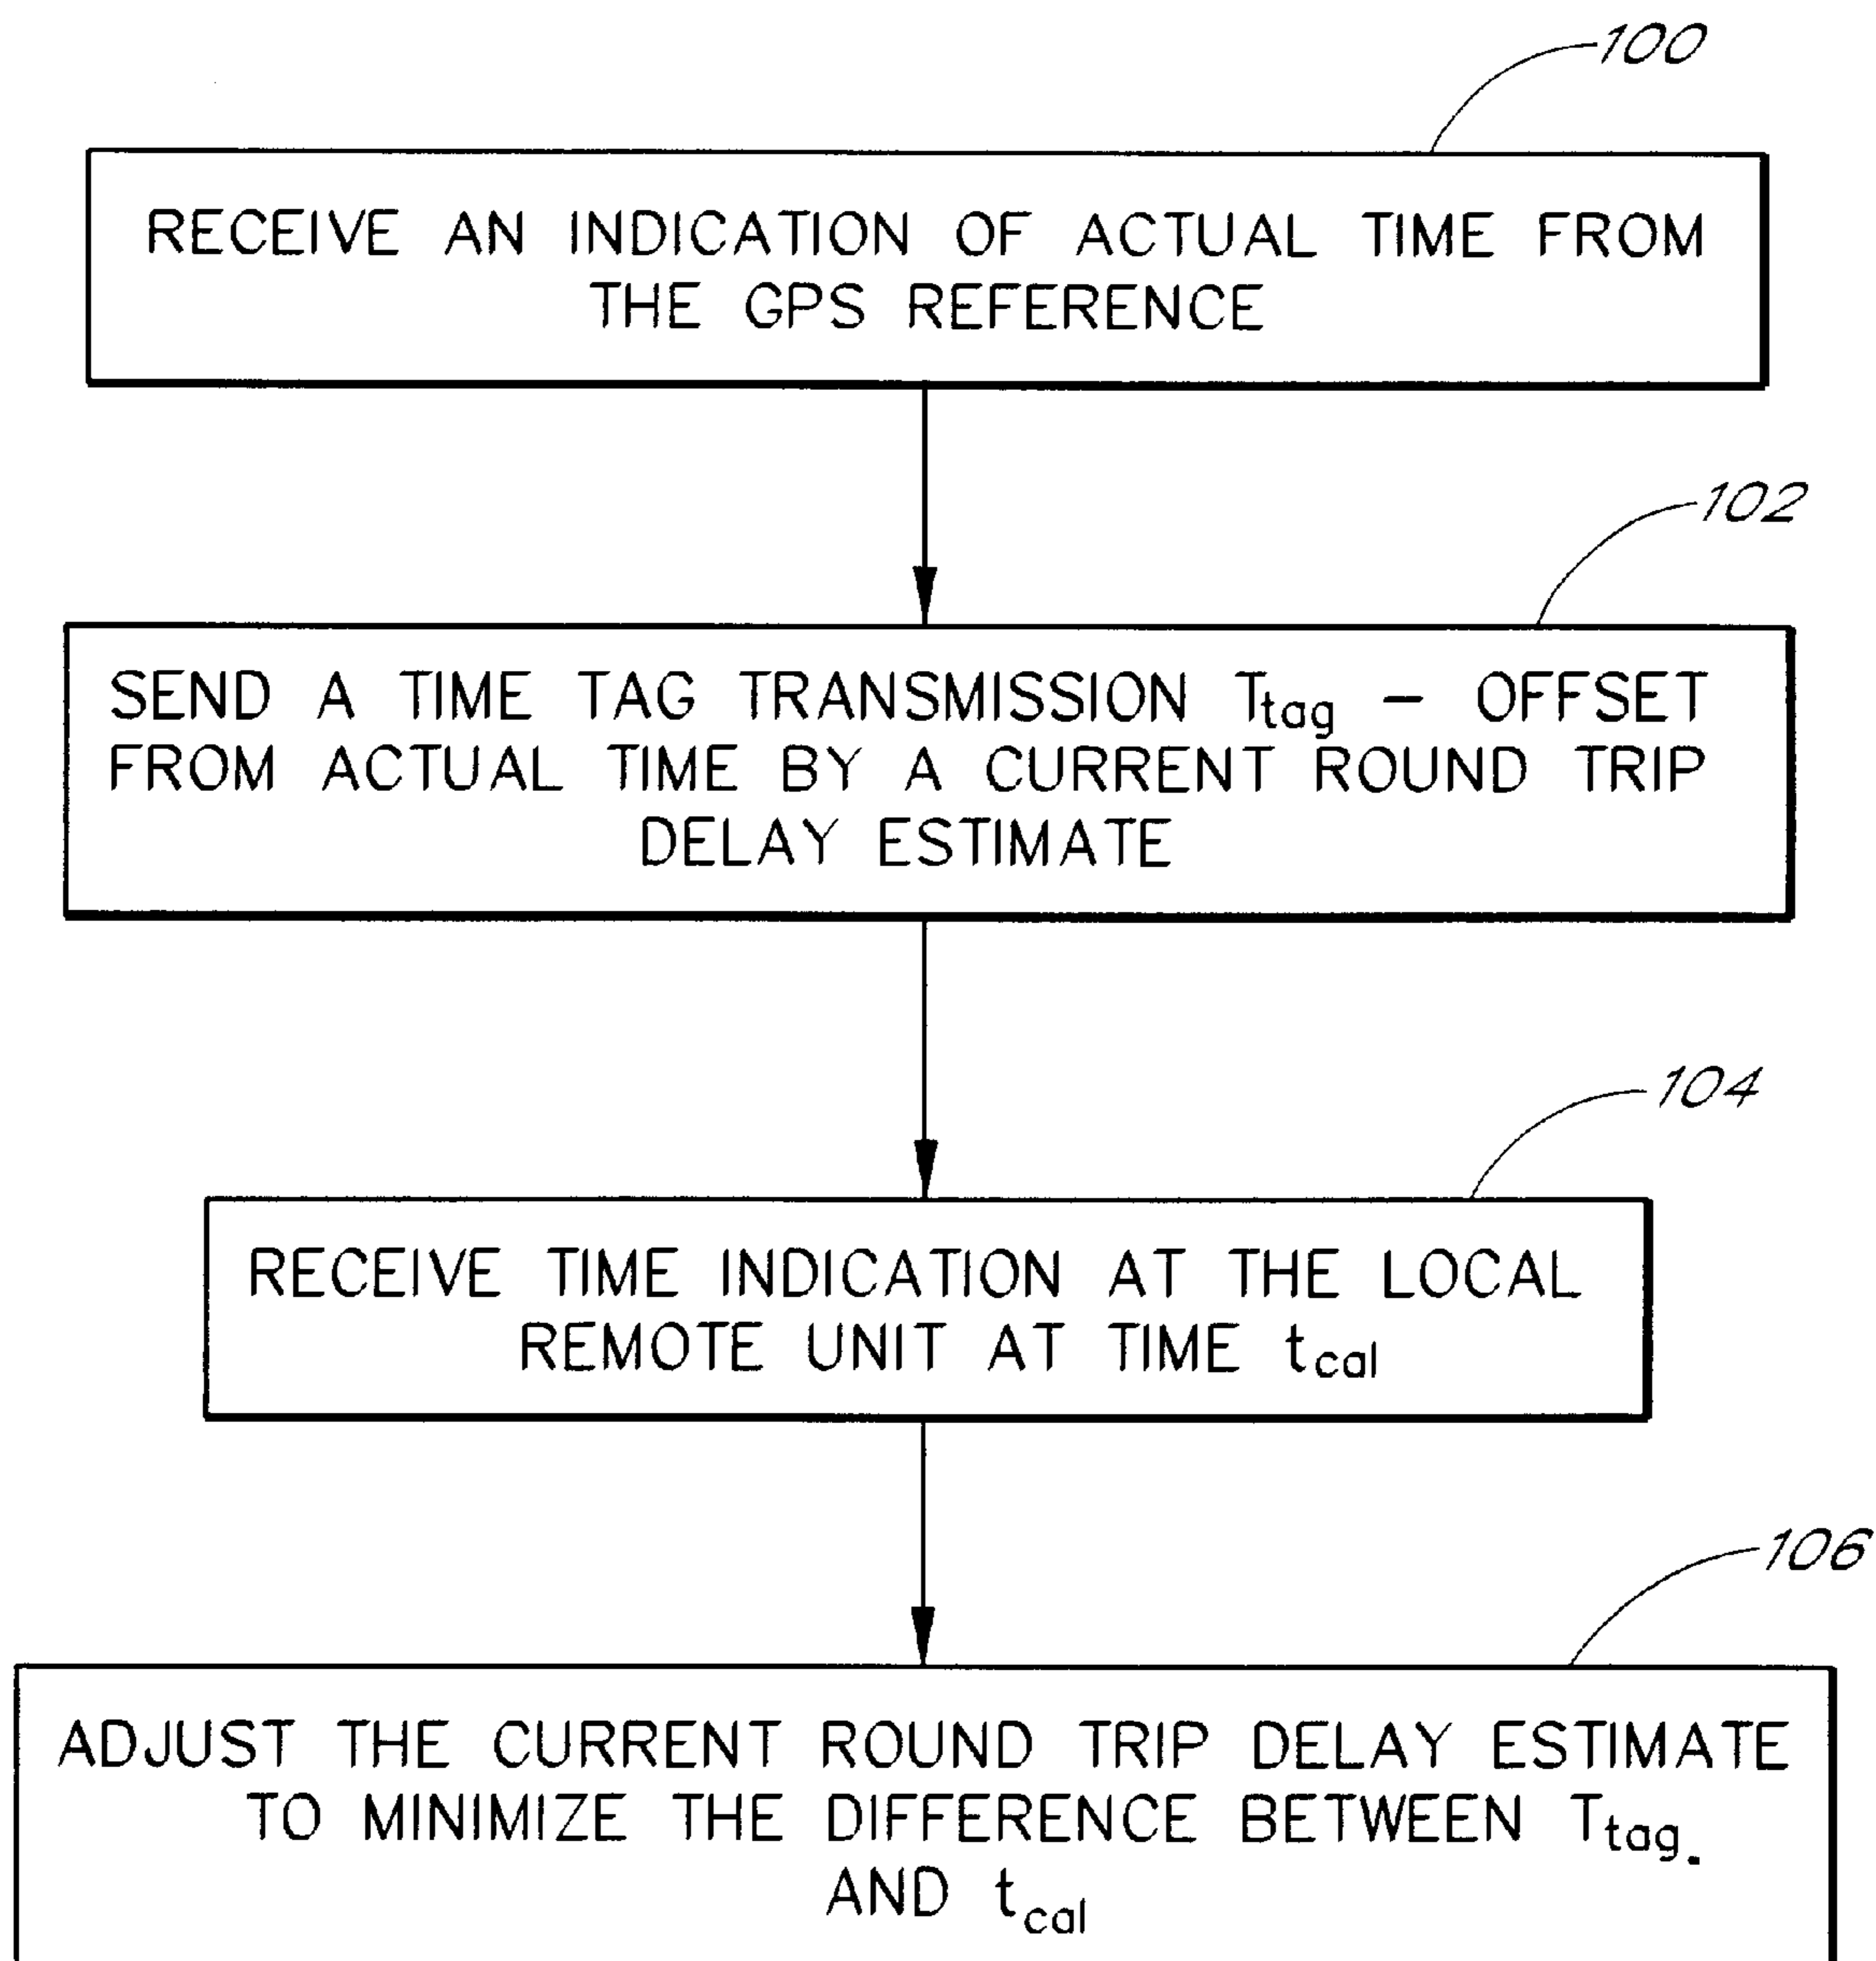 100
RECEIVE AN INDICATION OF ACTUAL TIME FROM
THE GPS REFERENCE
102
SEND A TIME TAG TRANSMISSION Ttag – OFFSET
FROM ACTUAL TIME BY A CURRENT ROUND TRIP
DELAY ESTIMATE
104
RECEIVE TIME INDICATION AT THE LOCAL
REMOTE UNIT AT TIME tcal
106
ADJUST THE CURRENT ROUND TRIP DELAY ESTIMATE
TO MINIMIZE THE DIFFERENCE BETWEEN Ttag.
AND tcal